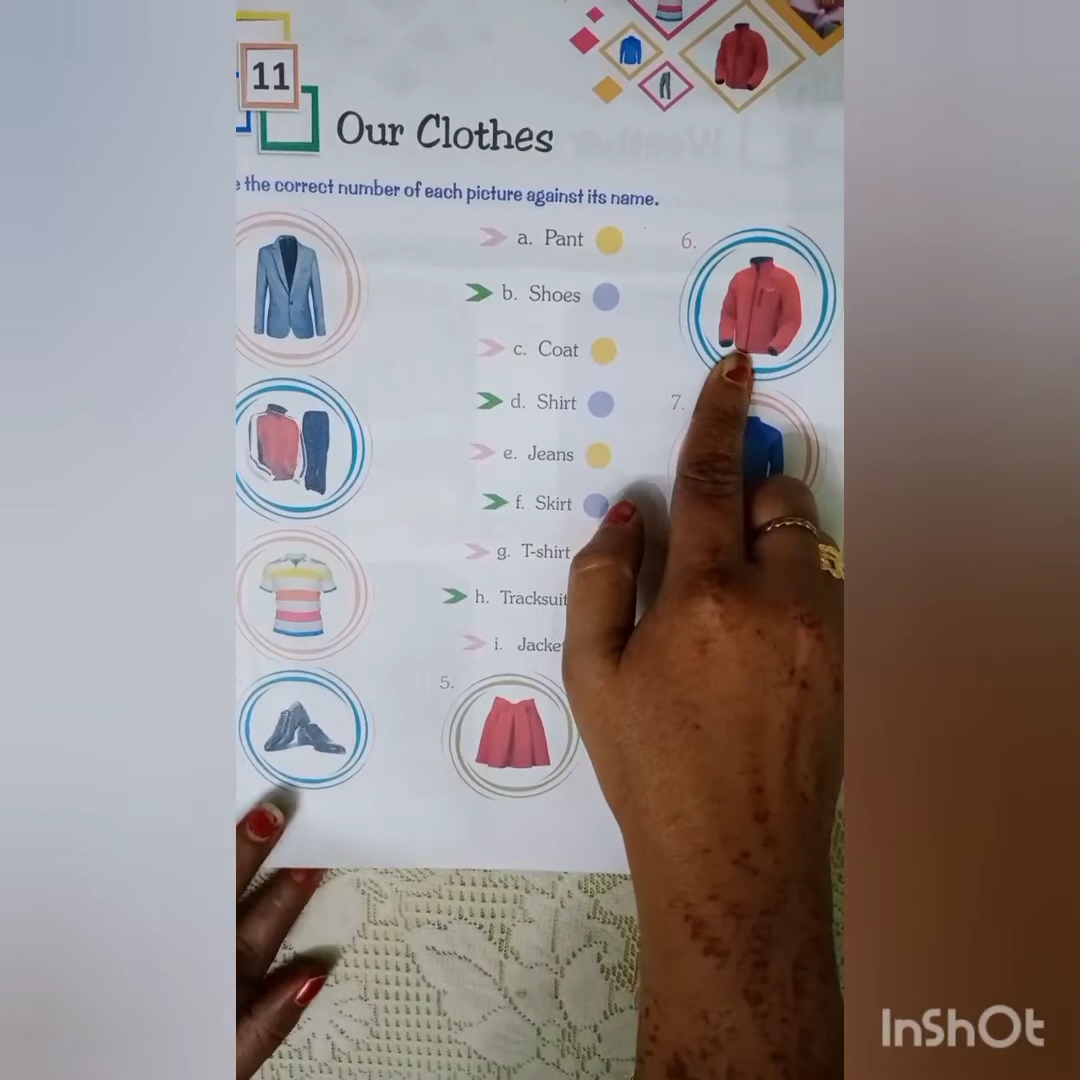 11
Our Clothes
the correct number of each picture against its name.
a. Pant
6.
b. Shoes
c. Coat
d. Shirt
7.
e. Jeans
f. Skirt
g. T-shirt
h. Tracksuit
i. Jacke
5.
InShOt